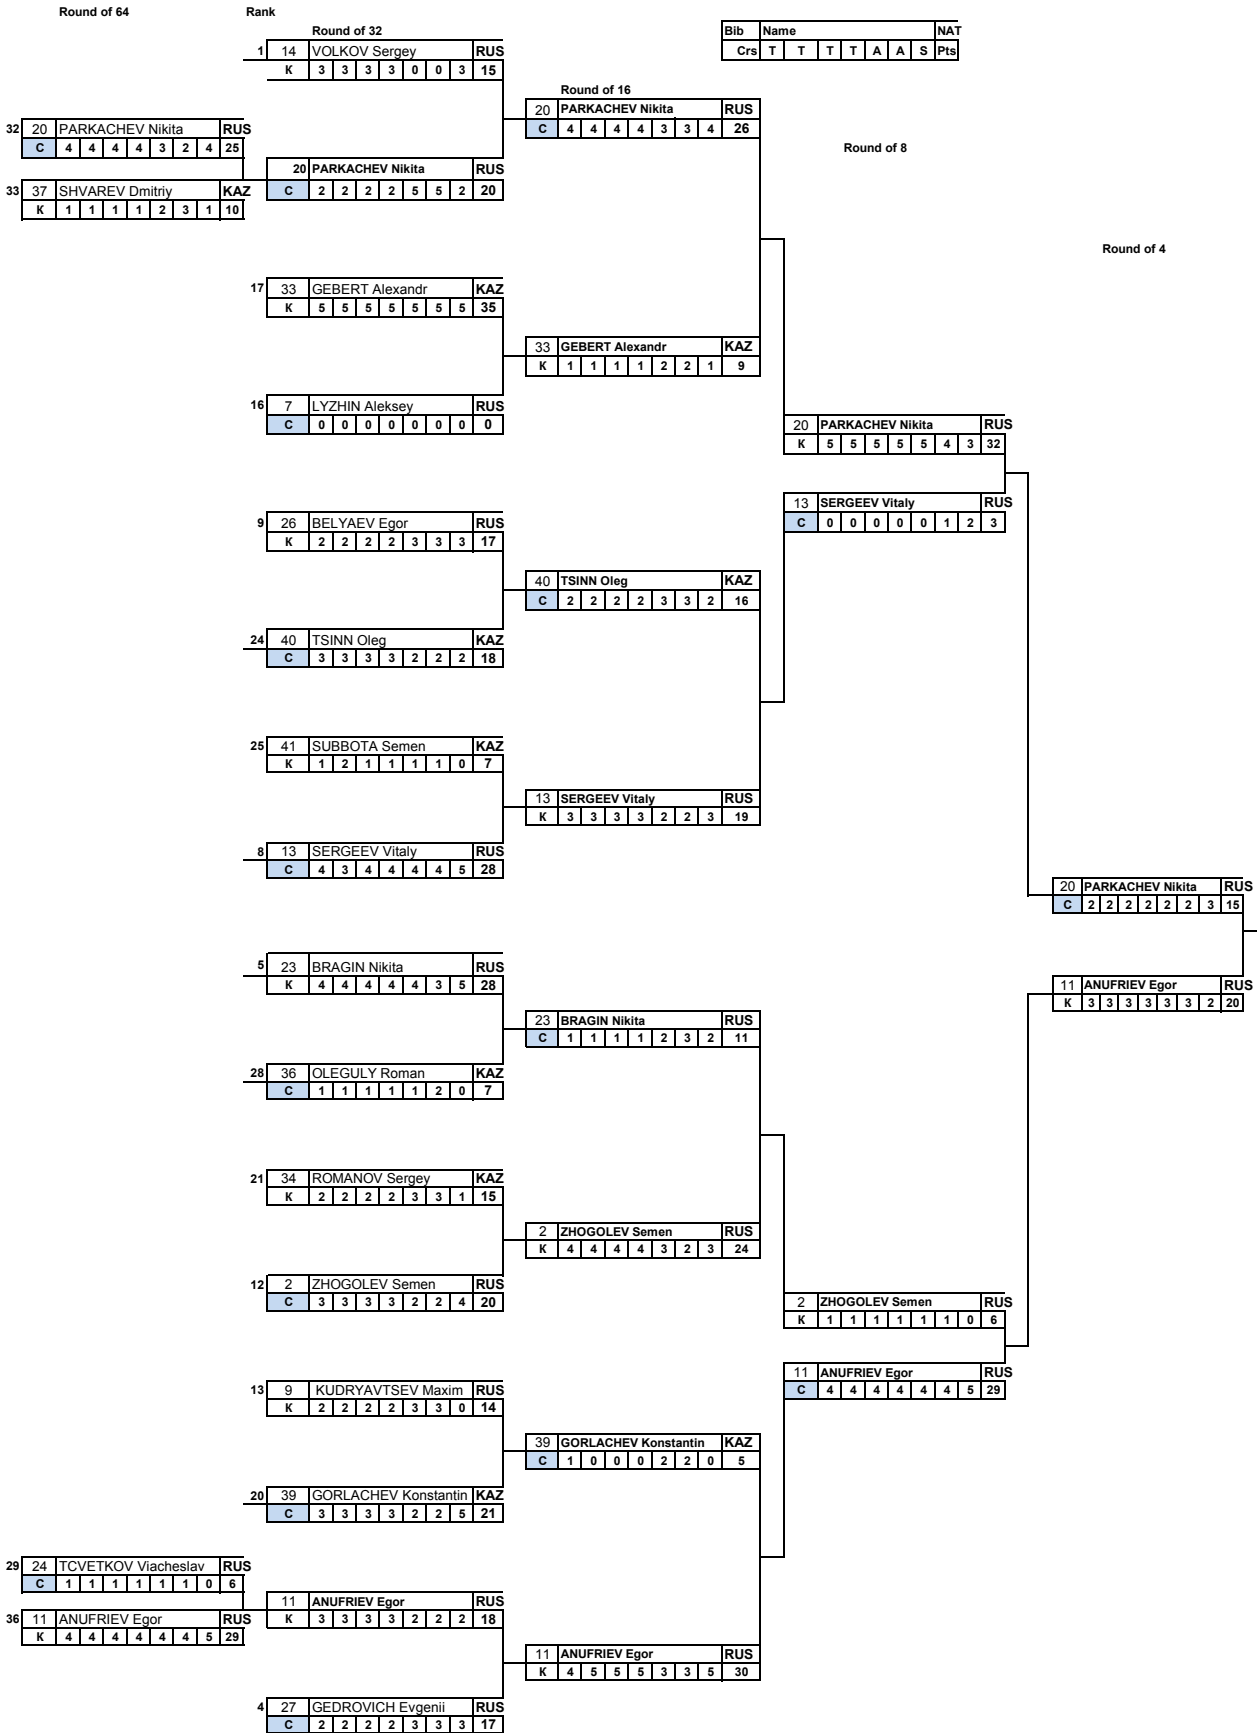 Round of 64 Rank
Round of 32
Bib Name NAT
Crs T T T T A A S Pts
1 14 VOLKOV Sergey RUS
K 3 3 3 3 0 0 3 15
Round of 16
20 PARKACHEV Nikita RUS
C 4 4 4 4 3 3 4 26
32 20 PARKACHEV Nikita RUS
C 4 4 4 4 3 2 4 25
Round of 8
20 PARKACHEV Nikita RUS
C 2 2 2 2 5 5 2 20
33 37 SHVAREV Dmitriy KAZ
K 1 1 1 1 2 3 1 10
Round of 4
17 33 GEBERT Alexandr KAZ
K 5 5 5 5 5 5 5 35
33 GEBERT Alexandr KAZ
K 1 1 1 1 2 2 1 9
16 7 LYZHIN Aleksey RUS
C 0 0 0 0 0 0 0 0
20 PARKACHEV Nikita RUS
K 5 5 5 5 5 4 3 32
13 SERGEEV Vitaly RUS
C 0 0 0 0 0 1 2 3
9 26 BELYAEV Egor RUS
K 2 2 2 2 3 3 3 17
40 TSINN Oleg KAZ
C 2 2 2 2 3 3 2 16
24 40 TSINN Oleg KAZ
C 3 3 3 3 2 2 2 18
25 41 SUBBOTA Semen KAZ
K 1 2 1 1 1 1 0 7
13 SERGEEV Vitaly RUS
K 3 3 3 3 2 2 3 19
8 13 SERGEEV Vitaly RUS
C 4 3 4 4 4 4 5 28
20 PARKACHEV Nikita RUS
C 2 2 2 2 2 2 3 15
5 23 BRAGIN Nikita RUS
K 4 4 4 4 4 3 5 28
11 ANUFRIEV Egor RUS
K 3 3 3 3 3 3 2 20
23 BRAGIN Nikita RUS
C 1 1 1 1 2 3 2 11
28 36 OLEGULY Roman KAZ
C 1 1 1 1 1 2 0 7
21 34 ROMANOV Sergey KAZ
K 2 2 2 2 3 3 1 15
2 ZHOGOLEV Semen RUS
K 4 4 4 4 3 2 3 24
12 2 ZHOGOLEV Semen RUS
C 3 3 3 3 2 2 4 20
2 ZHOGOLEV Semen RUS
K 1 1 1 1 1 1 0 6
11 ANUFRIEV Egor RUS
C 4 4 4 4 4 4 5 29
13 9 KUDRYAVTSEV Maxim RUS
K 2 2 2 2 3 3 0 14
39 GORLACHEV Konstantin KAZ
C 1 0 0 0 2 2 0 5
20 39 GORLACHEV Konstantin KAZ
C 3 3 3 3 2 2 5 21
29 24 TCVETKOV Viacheslav RUS
C 1 1 1 1 1 1 0 6
11 ANUFRIEV Egor RUS
K 3 3 3 3 2 2 2 18
36 11 ANUFRIEV Egor RUS
K 4 4 4 4 4 4 5 29
11 ANUFRIEV Egor RUS
K 4 5 5 5 3 3 5 30
4 27 GEDROVICH Evgenii RUS
C 2 2 2 2 3 3 3 17